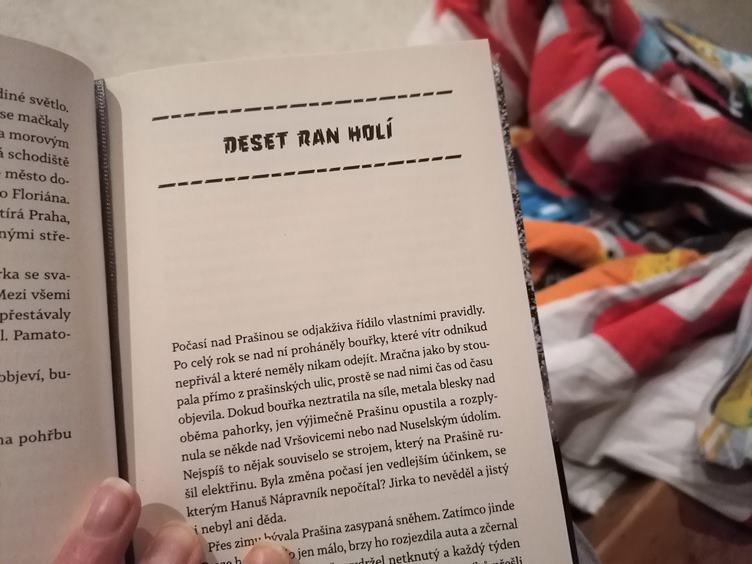 diné světlo.
se mačkaly
a morovým
á schodiště
město do-
o Floriána.
tírá Praha,
nými stře-
rka se sva-
Mezi všemi
přestávaly
l. Pamato-
objeví, bu-
na pohřbu
DESET RAN HOLÍ
Počasí nad Prašinou se odjakživa řídilo vlastními pravidly.
Po celý rok se nad ní proháněly bouřky, které vítr odnikud
nepřivál a které neměly nikam odejít. Mračna jako by stou-
pala přímo z prašinských ulic, prostě se nad nimi čas od času
objevila. Dokud bouřka neztratila na síle, metala blesky nad
oběma pahorky, jen výjimečně Prašinu opustila a rozply-
nula se někde nad Vršovicemi nebo nad Nuselským údolím.
Nejspíš to nějak souviselo se strojem, který na Prašině ru-
šil elektřinu. Byla změna počasí jen vedlejším účinkem, se
kterým Hanuš Nápravník nepočítal? Jirka to nevěděl a jistý
si nebyl ani děda.
Přes zimu bývala Prašina zasypaná sněhem. Zatímco jinde
jen málo, brzy ho rozjezdila auta a zčernal
netknutý a každý týden